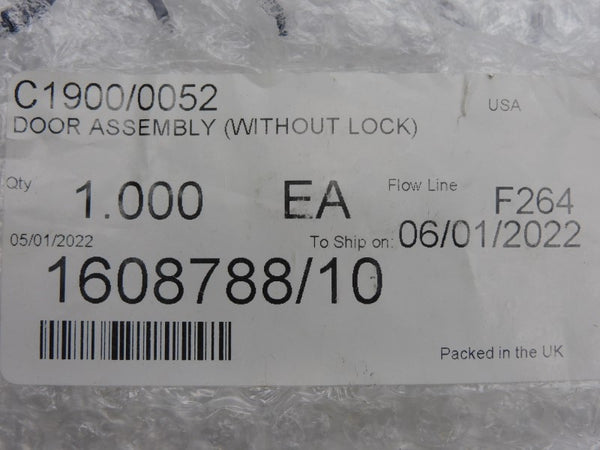 C1900/0052
USA
DOOR ASSEMBLY (WITHOUT LOCK)
Qty 1.000 EA Flow Line F264
05/01/2022 To Ship on: 06/01/2022
1608788/10
Packed in the UK